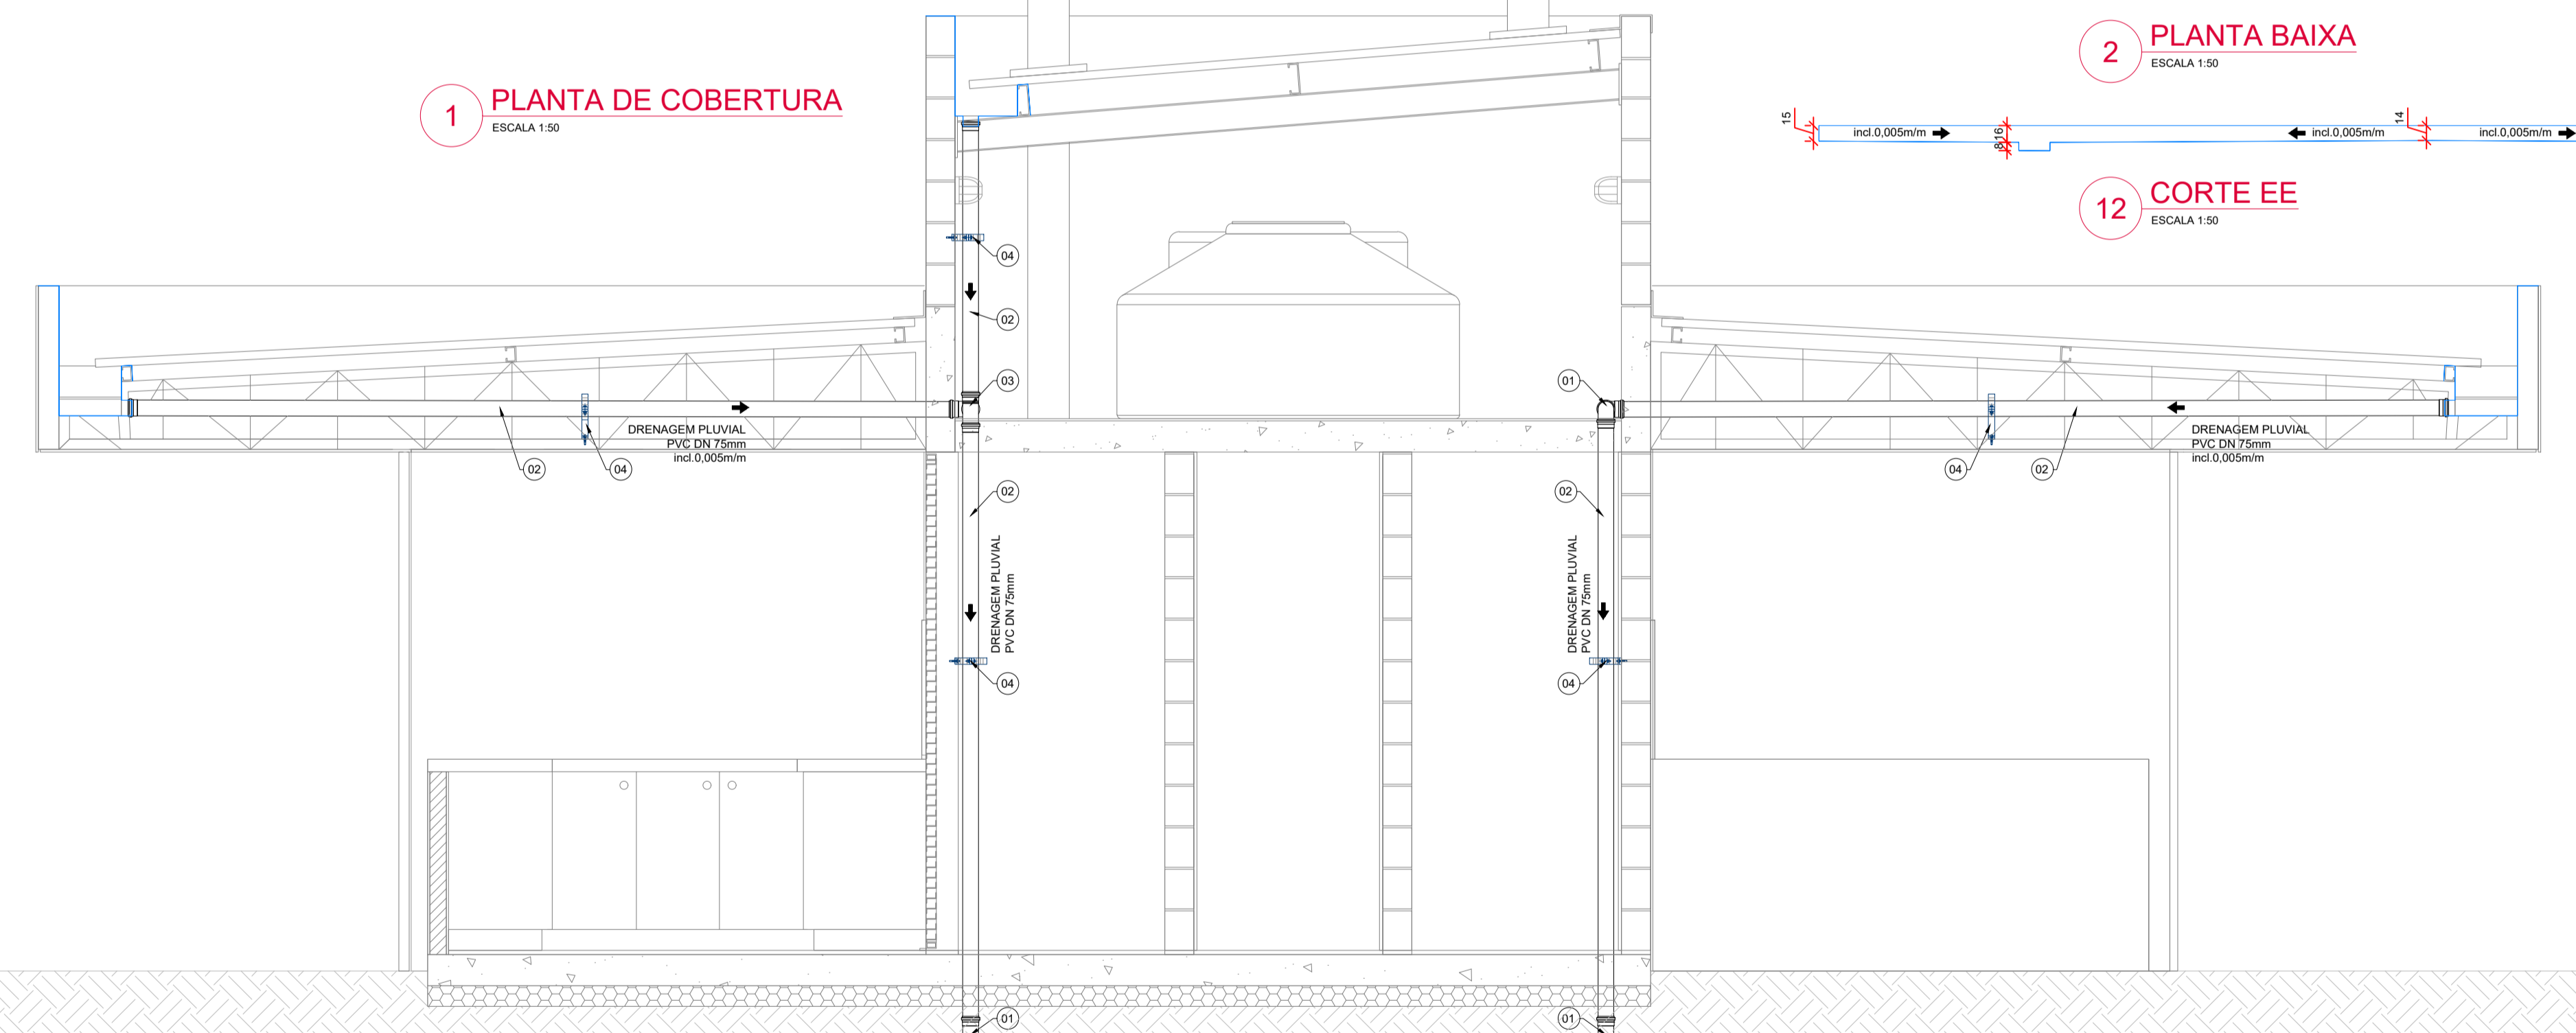 1
PLANTA DE COBERTURA
ESCALA 1:50
2
PLANTA BAIXA
ESCALA 1:50
15
incl.0,005m/m
16
8
incl.0,005m/m
14
incl.0,005m/m
12
CORTE EE
ESCALA 1:50
04
02
03
01
DRENAGEM PLUVIAL
PVC DN 75mm
incl.0,005m/m
02
04
DRENAGEM PLUVIAL
PVC DN 75mm
incl.0,005m/m
04
02
02
02
DRENAGEM PLUVIAL
PVC DN 75mm
DRENAGEM PLUVIAL
PVC DN 75mm
04
04
01
01